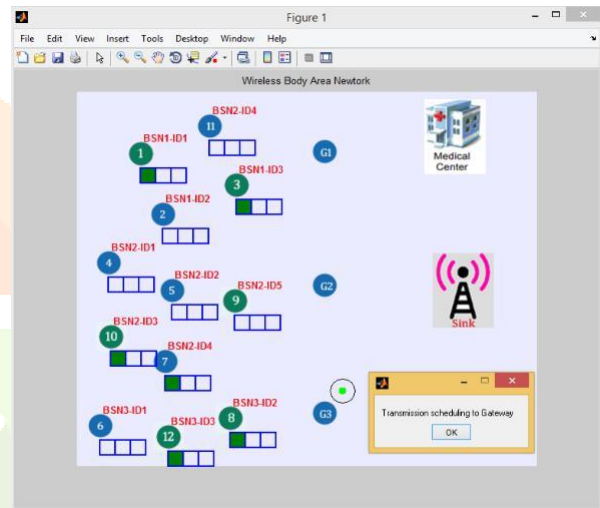 Figure 1
File Edit View Insert Tools Desktop Window Help
Wireless Body Area Newtork
BSN2-ID4
11
BSN1-ID1
1
G1
Medical
Center
BSN1-ID3
3
BSN1-ID2
2
BSN2-ID1
4
BSN2-ID2
5
BSN2-ID5
9
G2
Sink
BSN2-ID3
10
BSN2-ID4
7
BSN3-ID1
6
BSN3-ID3
12
BSN3-ID2
8
G3
Transmission scheduling to Gateway
OK